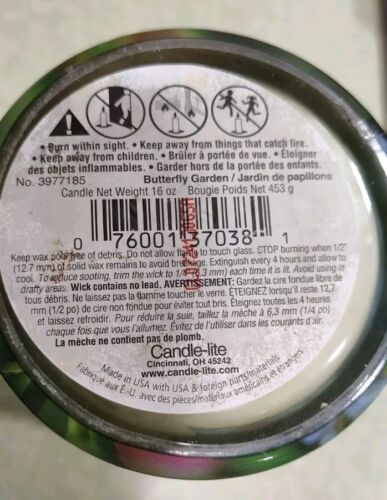 • Burn within sight. • Keep away from things that catch fire.
• Keep away from children. • Brûler à portée de vue. • Éloigner
des objets inflammables. • Garder hors de la portée des enfants.
No. 3977185 Butterfly Garden / Jardin de papillons
Candle Net Weight 16 oz Bougie Poids Net 453 g
0 76001 37038 1
Keep wax pool free of debris. Do not allow flame to touch glass. STOP burning when 1/2"
(12.7 mm) of solid wax remains to avoid breakage. Extinguish every 4 hours and allow to
cool. To reduce sooting, trim the wick to 1/4" (6.3 mm) each time it is lit. Avoid using in
drafty areas. Wick contains no lead. AVERTISSEMENT: Gardez la cire fondue libre de
tous débris. Ne laissez pas la flamme toucher le verre. ÉTEIGNEZ lorsqu'il reste 12,7
mm (1/2 po) de cire non fondue pour éviter tout bris. Éteignez toutes les 4 heures
et laissez refroidir. Pour réduire la suie, taillez la mèche à 6,3 mm (1/4 po)
chaque fois que vous l'allumez. Évitez de l'utiliser dans les courants d'air.
La mèche ne contient pas de plomb.
Candle-lite
Cincinnati, OH 45242
www.candle-lite.com
Made in USA with USA & foreign parts/materials
Fabriqué aux É.-U. avec des pièces/matériaux américains et étrangers